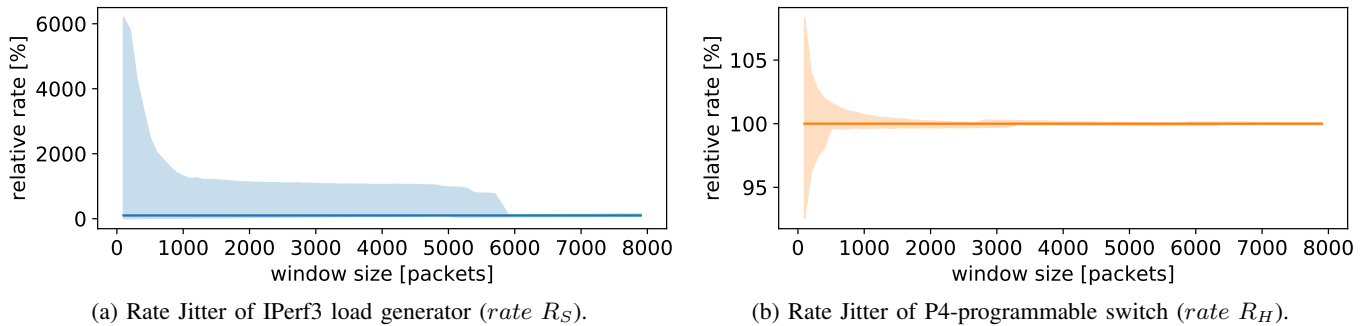 relative rate [%]
6000
4000
2000
0
0 1000 2000 3000 4000 5000 6000 7000 8000
window size [packets]
(a) Rate Jitter of IPerf3 load generator (rate R_S).
relative rate [%]
105
100
95
0 1000 2000 3000 4000 5000 6000 7000 8000
window size [packets]
(b) Rate Jitter of P4-programmable switch (rate R_H).